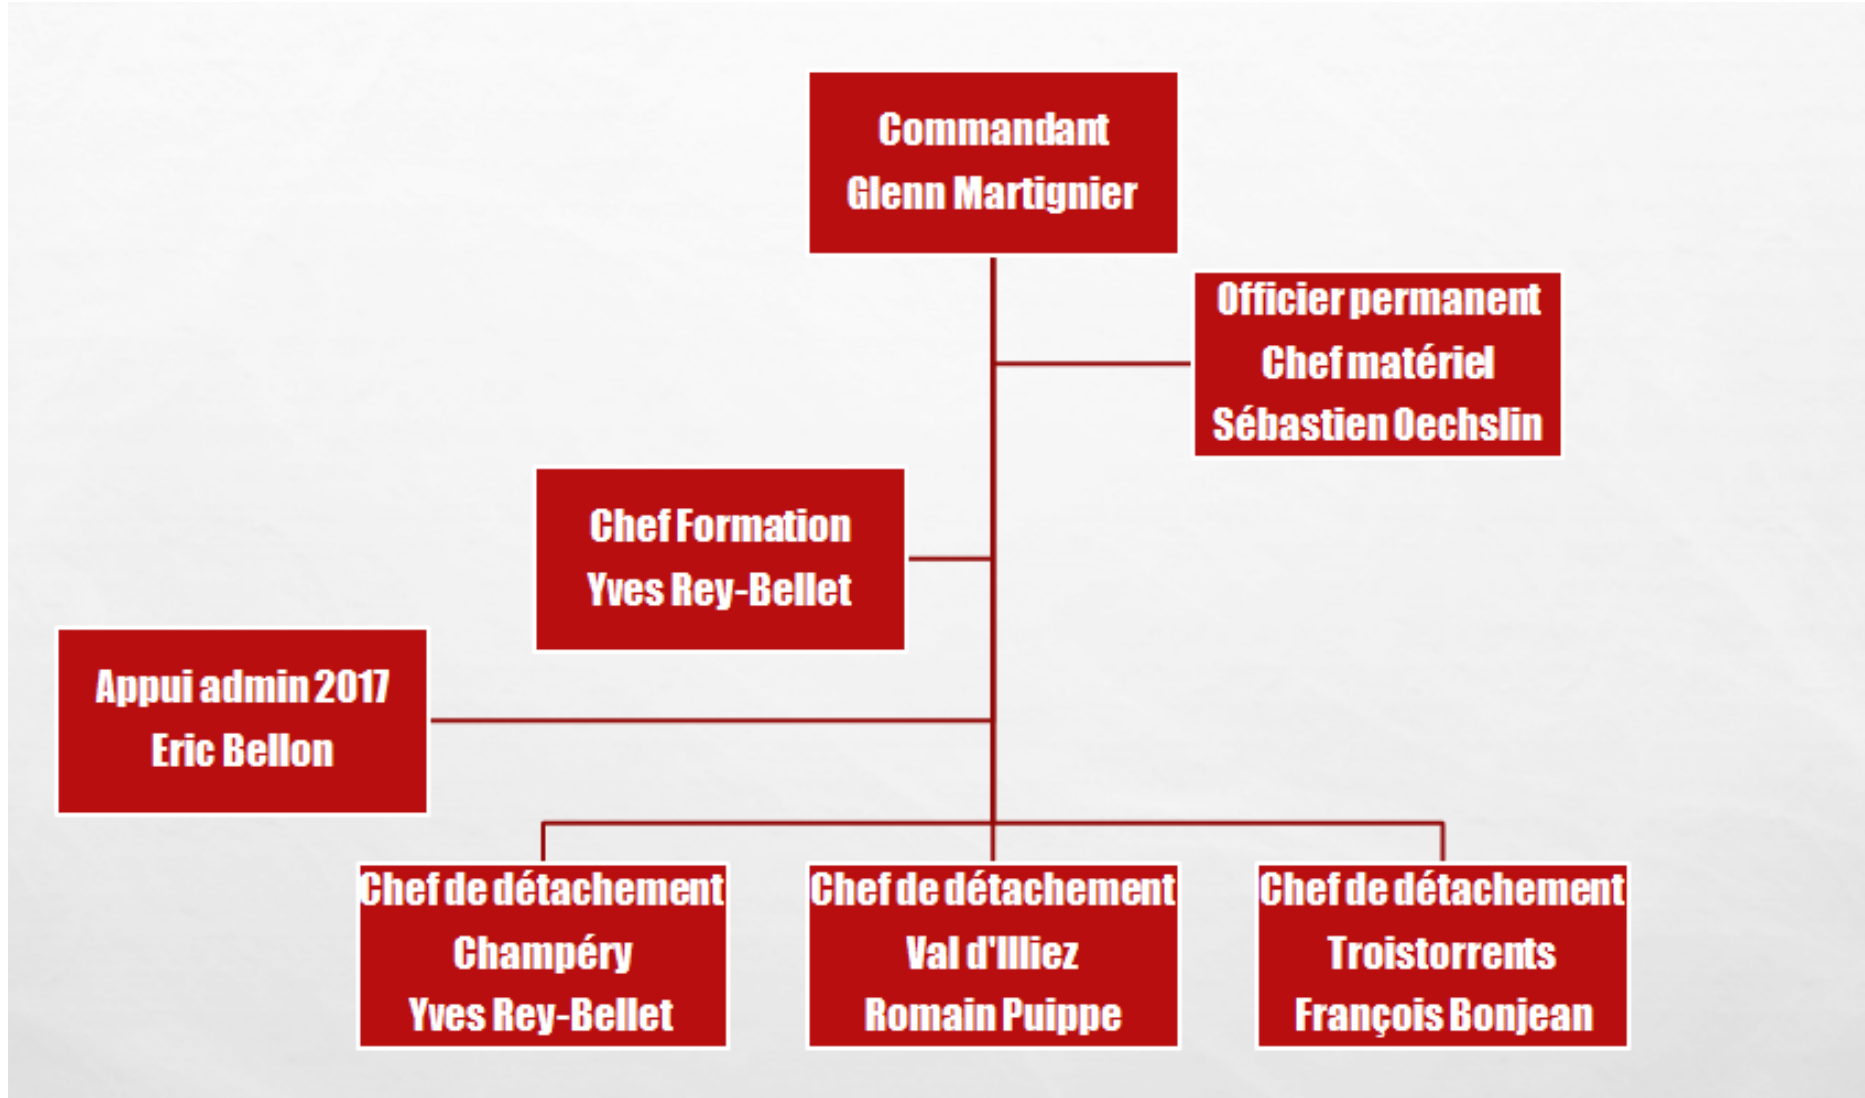 Commandant
Glenn Martignier
Officier permanent
Chef matériel
Sébastien Oechslin
Chef Formation
Yves Rey-Bellet
Appui admin 2017
Eric Bellon
Chef de détachement
Champéry
Yves Rey-Bellet
Chef de détachement
Val d'Illiez
Romain Puippe
Chef de détachement
Troistorrents
François Bonjean